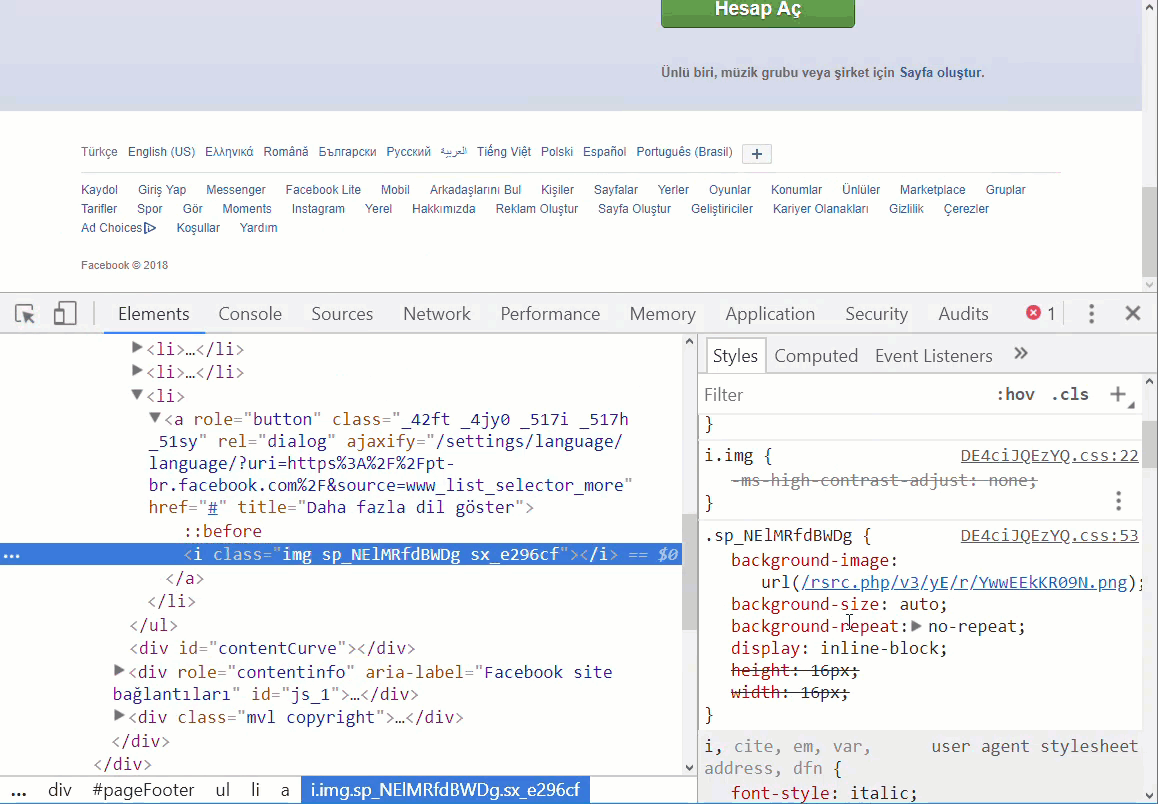 Hesap Aç
Ünlü biri, müzik grubu veya şirket için Sayfa oluştur.
Türkçe English (US) Ελληνικά Română Български Русский العربية Tiếng Việt Polski Español Português (Brasil) +
Kaydol Giriş Yap Messenger Facebook Lite Mobil Arkadaşlarını Bul Kişiler Sayfalar Yerler Oyunlar Konumlar Ünlüler Marketplace Gruplar
Tarifler Spor Gör Moments Instagram Yerel Hakkımızda Reklam Oluştur Sayfa Oluştur Geliştiriciler Kariyer Olanakları Gizlilik Çerezler
Ad Choices Koşullar Yardım
Facebook © 2018
Elements Console Sources Network Performance Memory Application Security Audits 1
<li>…</li>
<li>…</li>
<li>
<a role="button" class="_42ft _4jy0 _517i _517h
_51sy" rel="dialog" ajaxify="/settings/language/
language/?uri=https%3A%2F%2Fpt-
br.facebook.com%2F&source=www_list_selector_more"
href="#" title="Daha fazla dil göster">
::before
... <i class="img sp_NElMRfdBWDg sx_e296cf"></i> == $0
</a>
</li>
</ul>
<div id="contentCurve"></div>
<div role="contentinfo" aria-label="Facebook site
bağlantıları" id="js_1">…</div>
<div class="mvl copyright">…</div>
</div>
</div>
... div #pageFooter ul li a i.img.sp_NElMRfdBWDg.sx_e296cf
Styles Computed Event Listeners »
Filter :hov .cls +
}
i.img { DE4ciJQEzYQ.css:22
-ms-high-contrast-adjust: none;
}
.sp_NElMRfdBWDg { DE4ciJQEzYQ.css:53
background-image:
url(/rsrc.php/v3/yE/r/YwwEEkKR09N.png);
background-size: auto;
background-repeat: no-repeat;
display: inline-block;
height: 16px;
width: 16px;
}
i, cite, em, var, user agent stylesheet
address, dfn {
font-style: italic;